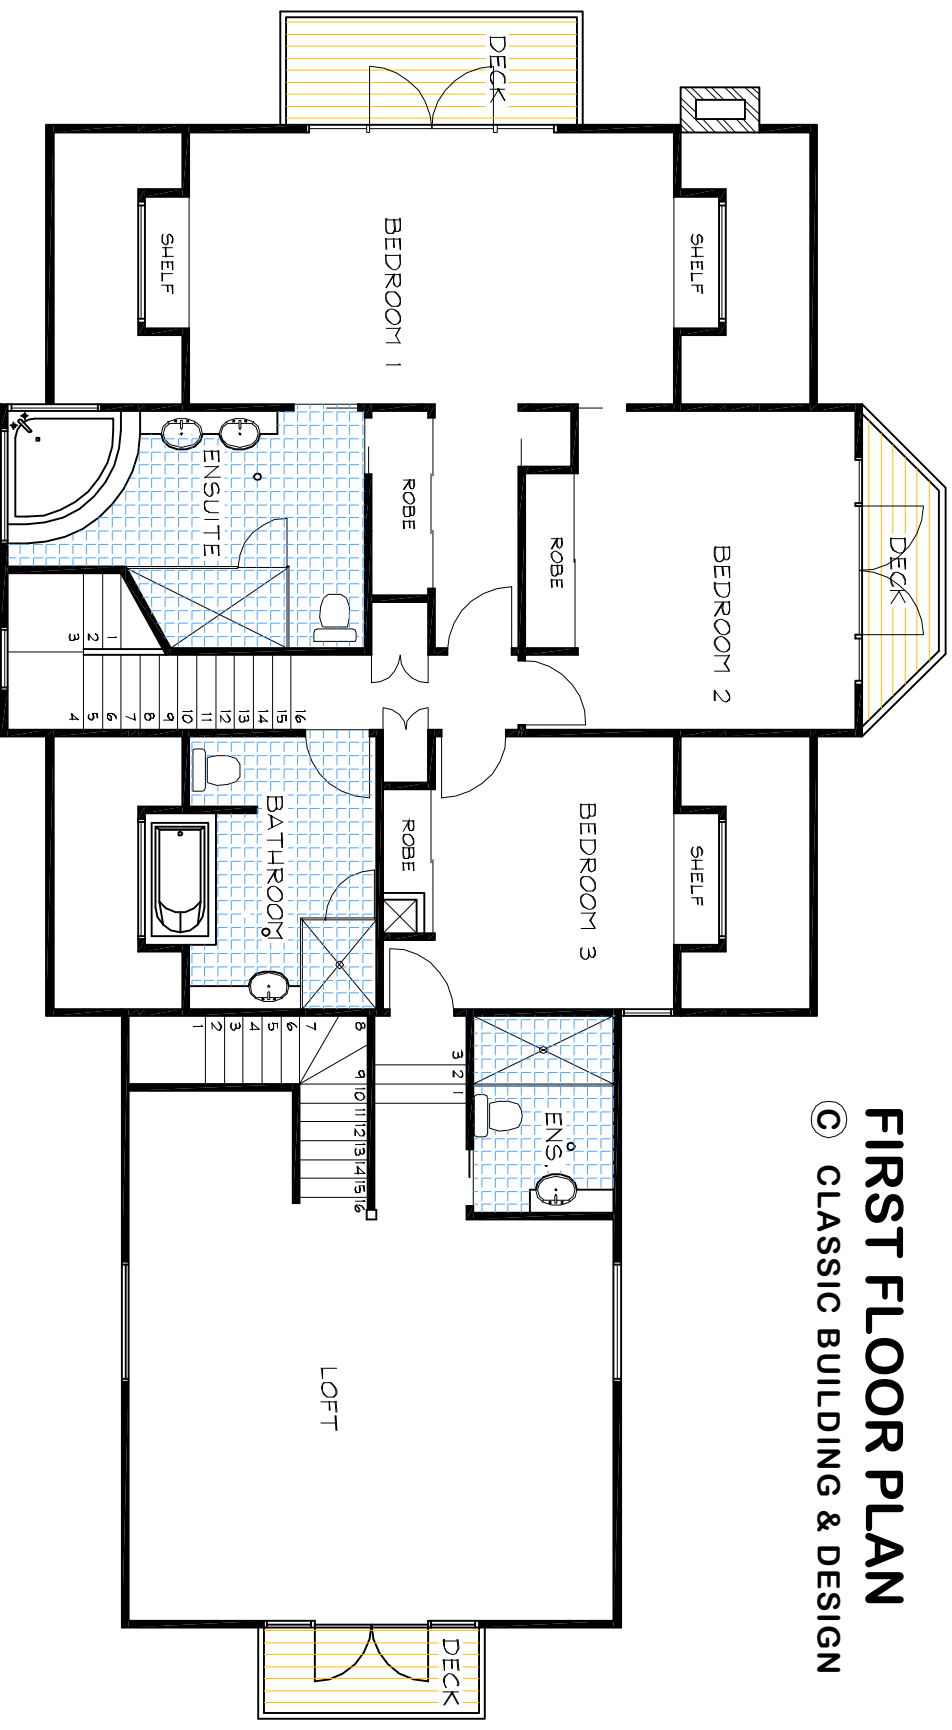 FIRST FLOOR PLAN
© CLASSIC BUILDING & DESIGN
DECK
DECK
SHELF
SHELF
SHELF
BEDROOM 2
BEDROOM 3
BEDROOM 1
ROBE
ROBE
ROBE
ENS.
DECK
LOFT
ENSUITE
BATHROOM
SHELF
3
2
1
1
2
3
4
5
6
7
8
9
10
11
12
13
14
15
16
1
2
3
4
5
6
7
8
9
10
11
12
13
14
15
16